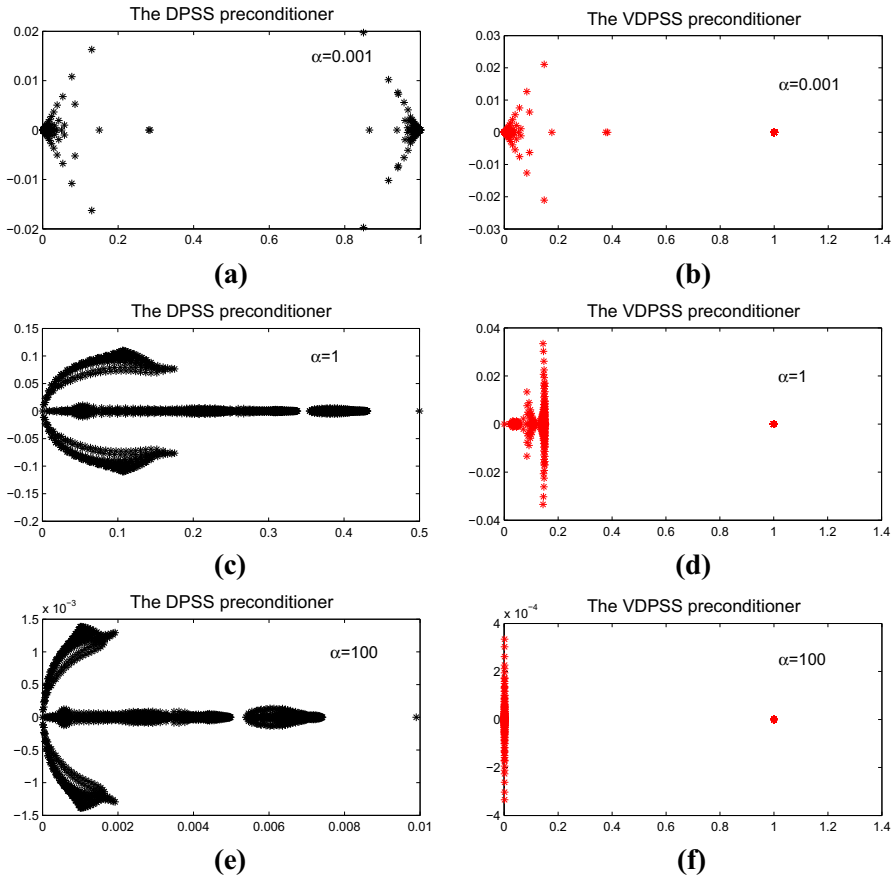 The DPSS preconditioner
α=0.001
0.02
0.01
0
−0.01
−0.02
0 0.2 0.4 0.6 0.8 1
(a)
The VDPSS preconditioner
α=0.001
0.03
0.02
0.01
0
−0.01
−0.02
−0.03
0 0.2 0.4 0.6 0.8 1 1.2 1.4
(b)
The DPSS preconditioner
α=1
0.15
0.1
0.05
0
−0.05
−0.1
−0.15
−0.2
0 0.1 0.2 0.3 0.4 0.5
(c)
The VDPSS preconditioner
α=1
0.04
0.02
0
−0.02
−0.04
0 0.2 0.4 0.6 0.8 1 1.2 1.4
(d)
The DPSS preconditioner
x 10⁻³
α=100
1.5
1
0.5
0
−0.5
−1
−1.5
0 0.002 0.004 0.006 0.008 0.01
(e)
The VDPSS preconditioner
x 10⁻⁴
α=100
4
2
0
−2
−4
0 0.2 0.4 0.6 0.8 1 1.2 1.4
(f)